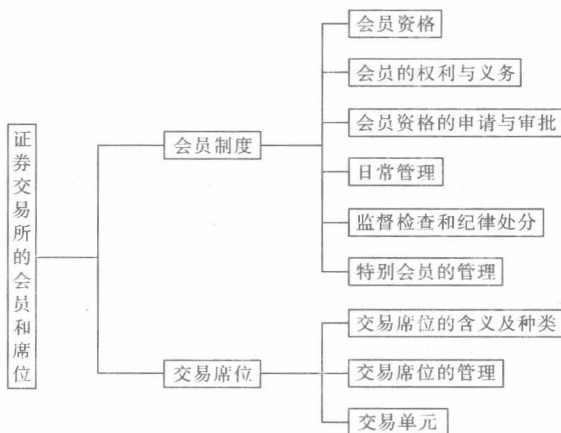 证券交易所的会员和席位
会员制度
会员资格
会员的权利与义务
会员资格的申请与审批
日常管理
监督检查和纪律处分
特别会员的管理
交易席位
交易席位的含义及种类
交易席位的管理
交易单元